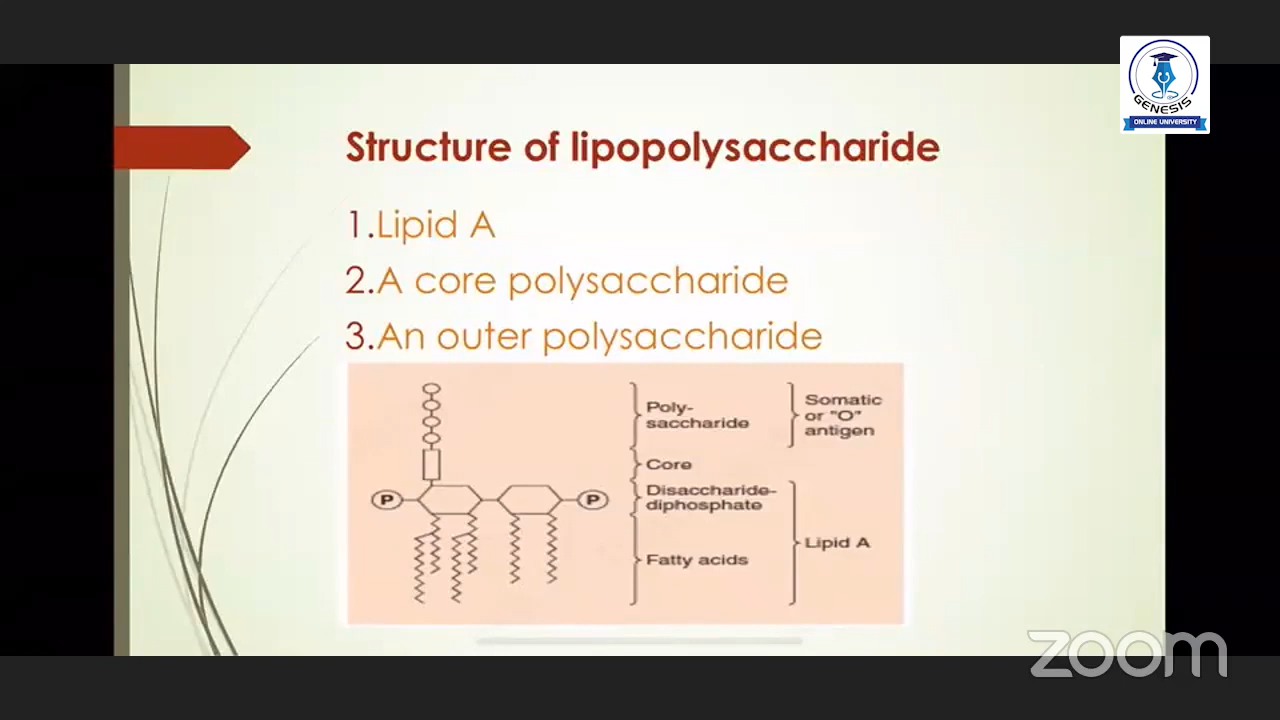 GENESIS
ONLINE UNIVERSITY
Structure of lipopolysaccharide
1.Lipid A
2.A core polysaccharide
3.An outer polysaccharide
Poly-
saccharide
Somatic
or "O"
antigen
Core
P
P
Disaccharide-
diphosphate
Lipid A
Fatty acids
zoom